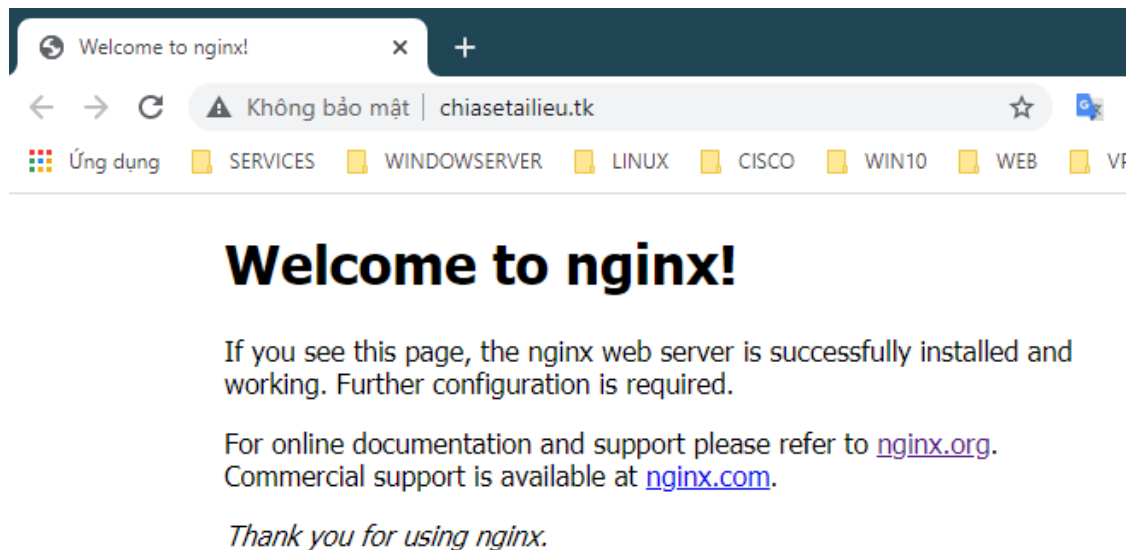 Welcome to nginx!
Không bảo mật | chiasetailieu.tk
Ứng dụng SERVICES WINDOWSERVER LINUX CISCO WIN10 WEB
Welcome to nginx!
If you see this page, the nginx web server is successfully installed and
working. Further configuration is required.
For online documentation and support please refer to nginx.org.
Commercial support is available at nginx.com.
Thank you for using nginx.